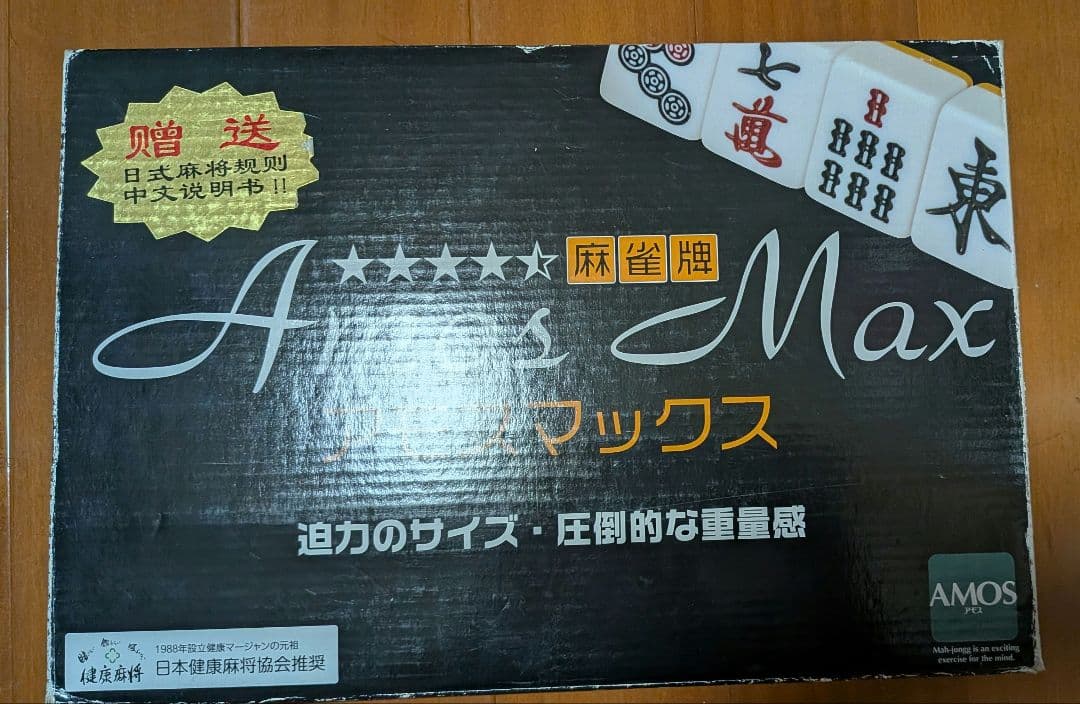 赠 送
日式麻将规则
中文说明书!!
七
萬
東
★★★★⯪ 麻雀牌
Amos Max
アモスマックス
迫力のサイズ・圧倒的な重量感
AMOS
アモス
Mah-jongg is an exciting
exercise for the mind.
健康麻将
1988年設立健康マージャンの元祖
日本健康麻将協会推奨